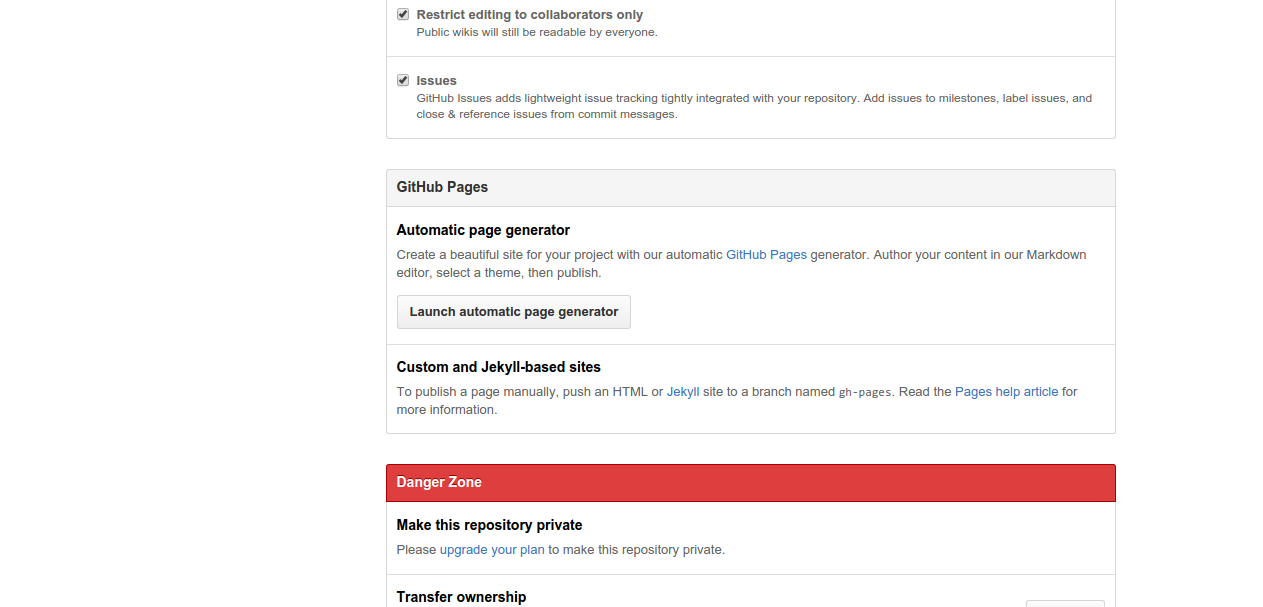 Restrict editing to collaborators only
Public wikis will still be readable by everyone.
Issues
GitHub Issues adds lightweight issue tracking tightly integrated with your repository. Add issues to milestones, label issues, and
close & reference issues from commit messages.
GitHub Pages
Automatic page generator
Create a beautiful site for your project with our automatic GitHub Pages generator. Author your content in our Markdown
editor, select a theme, then publish.
Launch automatic page generator
Custom and Jekyll-based sites
To publish a page manually, push an HTML or Jekyll site to a branch named gh-pages. Read the Pages help article for
more information.
Danger Zone
Make this repository private
Please upgrade your plan to make this repository private.
Transfer ownership